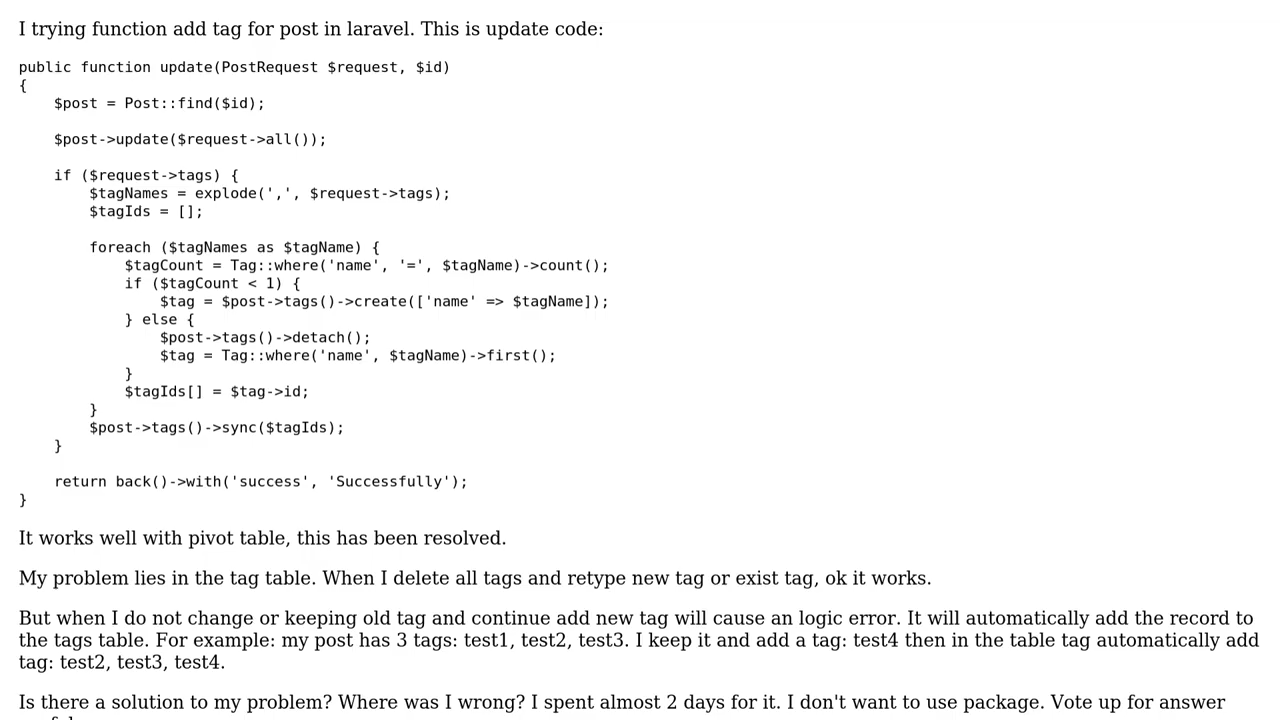 I trying function add tag for post in laravel. This is update code:
public function update(PostRequest $request, $id)
{
    $post = Post::find($id);

    $post->update($request->all());

    if ($request->tags) {
        $tagNames = explode(',', $request->tags);
        $tagIds = [];

        foreach ($tagNames as $tagName) {
            $tagCount = Tag::where('name', '=', $tagName)->count();
            if ($tagCount < 1) {
                $tag = $post->tags()->create(['name' => $tagName]);
            } else {
                $post->tags()->detach();
                $tag = Tag::where('name', $tagName)->first();
            }
            $tagIds[] = $tag->id;
        }
        $post->tags()->sync($tagIds);
    }

    return back()->with('success', 'Successfully');
}
It works well with pivot table, this has been resolved.
My problem lies in the tag table. When I delete all tags and retype new tag or exist tag, ok it works.
But when I do not change or keeping old tag and continue add new tag will cause an logic error. It will automatically add the record to
the tags table. For example: my post has 3 tags: test1, test2, test3. I keep it and add a tag: test4 then in the table tag automatically add
tag: test2, test3, test4.
Is there a solution to my problem? Where was I wrong? I spent almost 2 days for it. I don't want to use package. Vote up for answer